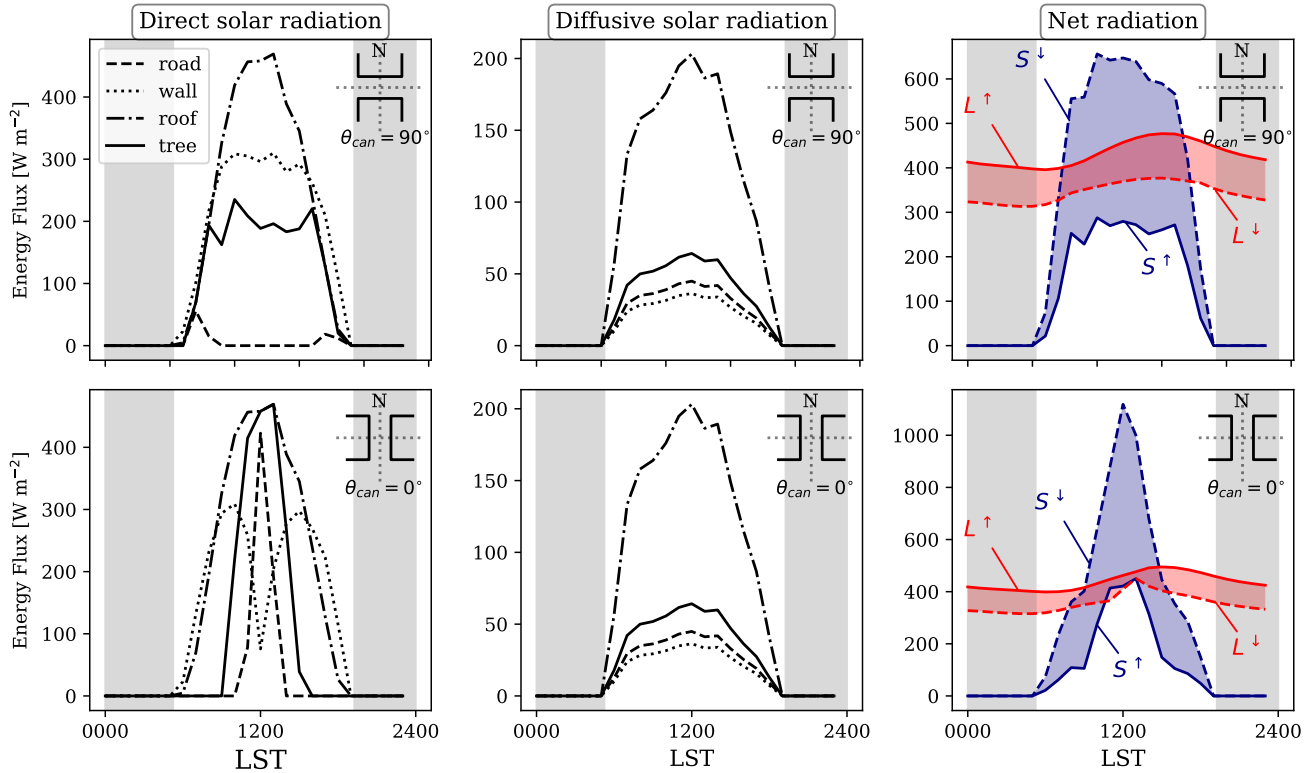 Direct solar radiation
Diffusive solar radiation
Net radiation
Energy Flux [W m⁻²]
400
300
200
100
0
road
wall
roof
tree
N
θcan = 90°
200
150
100
50
0
N
θcan = 90°
600
500
400
300
200
100
0
S↓
L↑
N
θcan = 90°
L↓
S↑
Energy Flux [W m⁻²]
400
300
200
100
0
N
θcan = 0°
0000
1200
2400
LST
200
150
100
50
0
N
θcan = 0°
0000
1200
2400
LST
1000
800
600
400
200
0
N
S↓
L↑
θcan = 0°
L↓
S↑
0000
1200
2400
LST